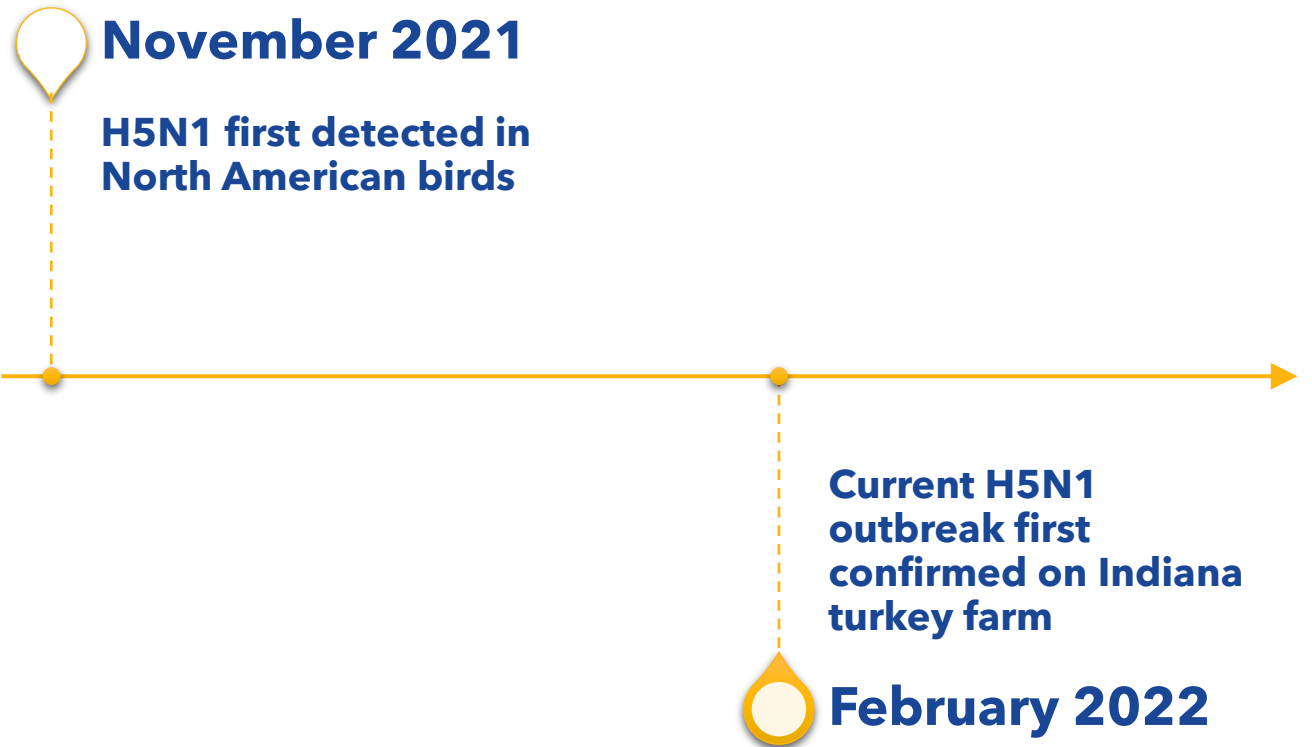 November 2021
H5N1 first detected in
North American birds
Current H5N1
outbreak first
confirmed on Indiana
turkey farm
February 2022